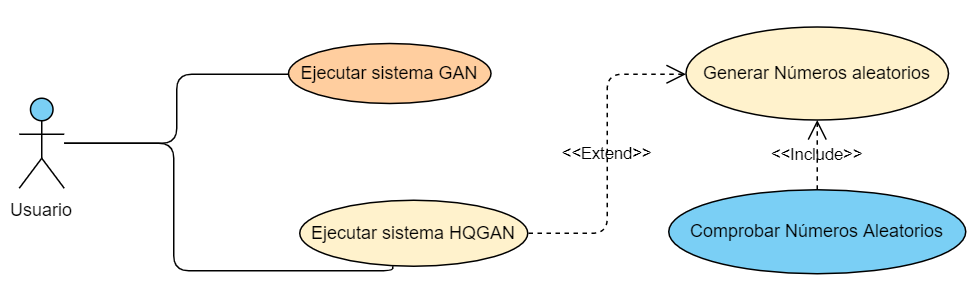 Ejecutar sistema GAN
Generar Números aleatorios
<<Extend>>
<<Include>>
Usuario
Ejecutar sistema HQGAN
Comprobar Números Aleatorios